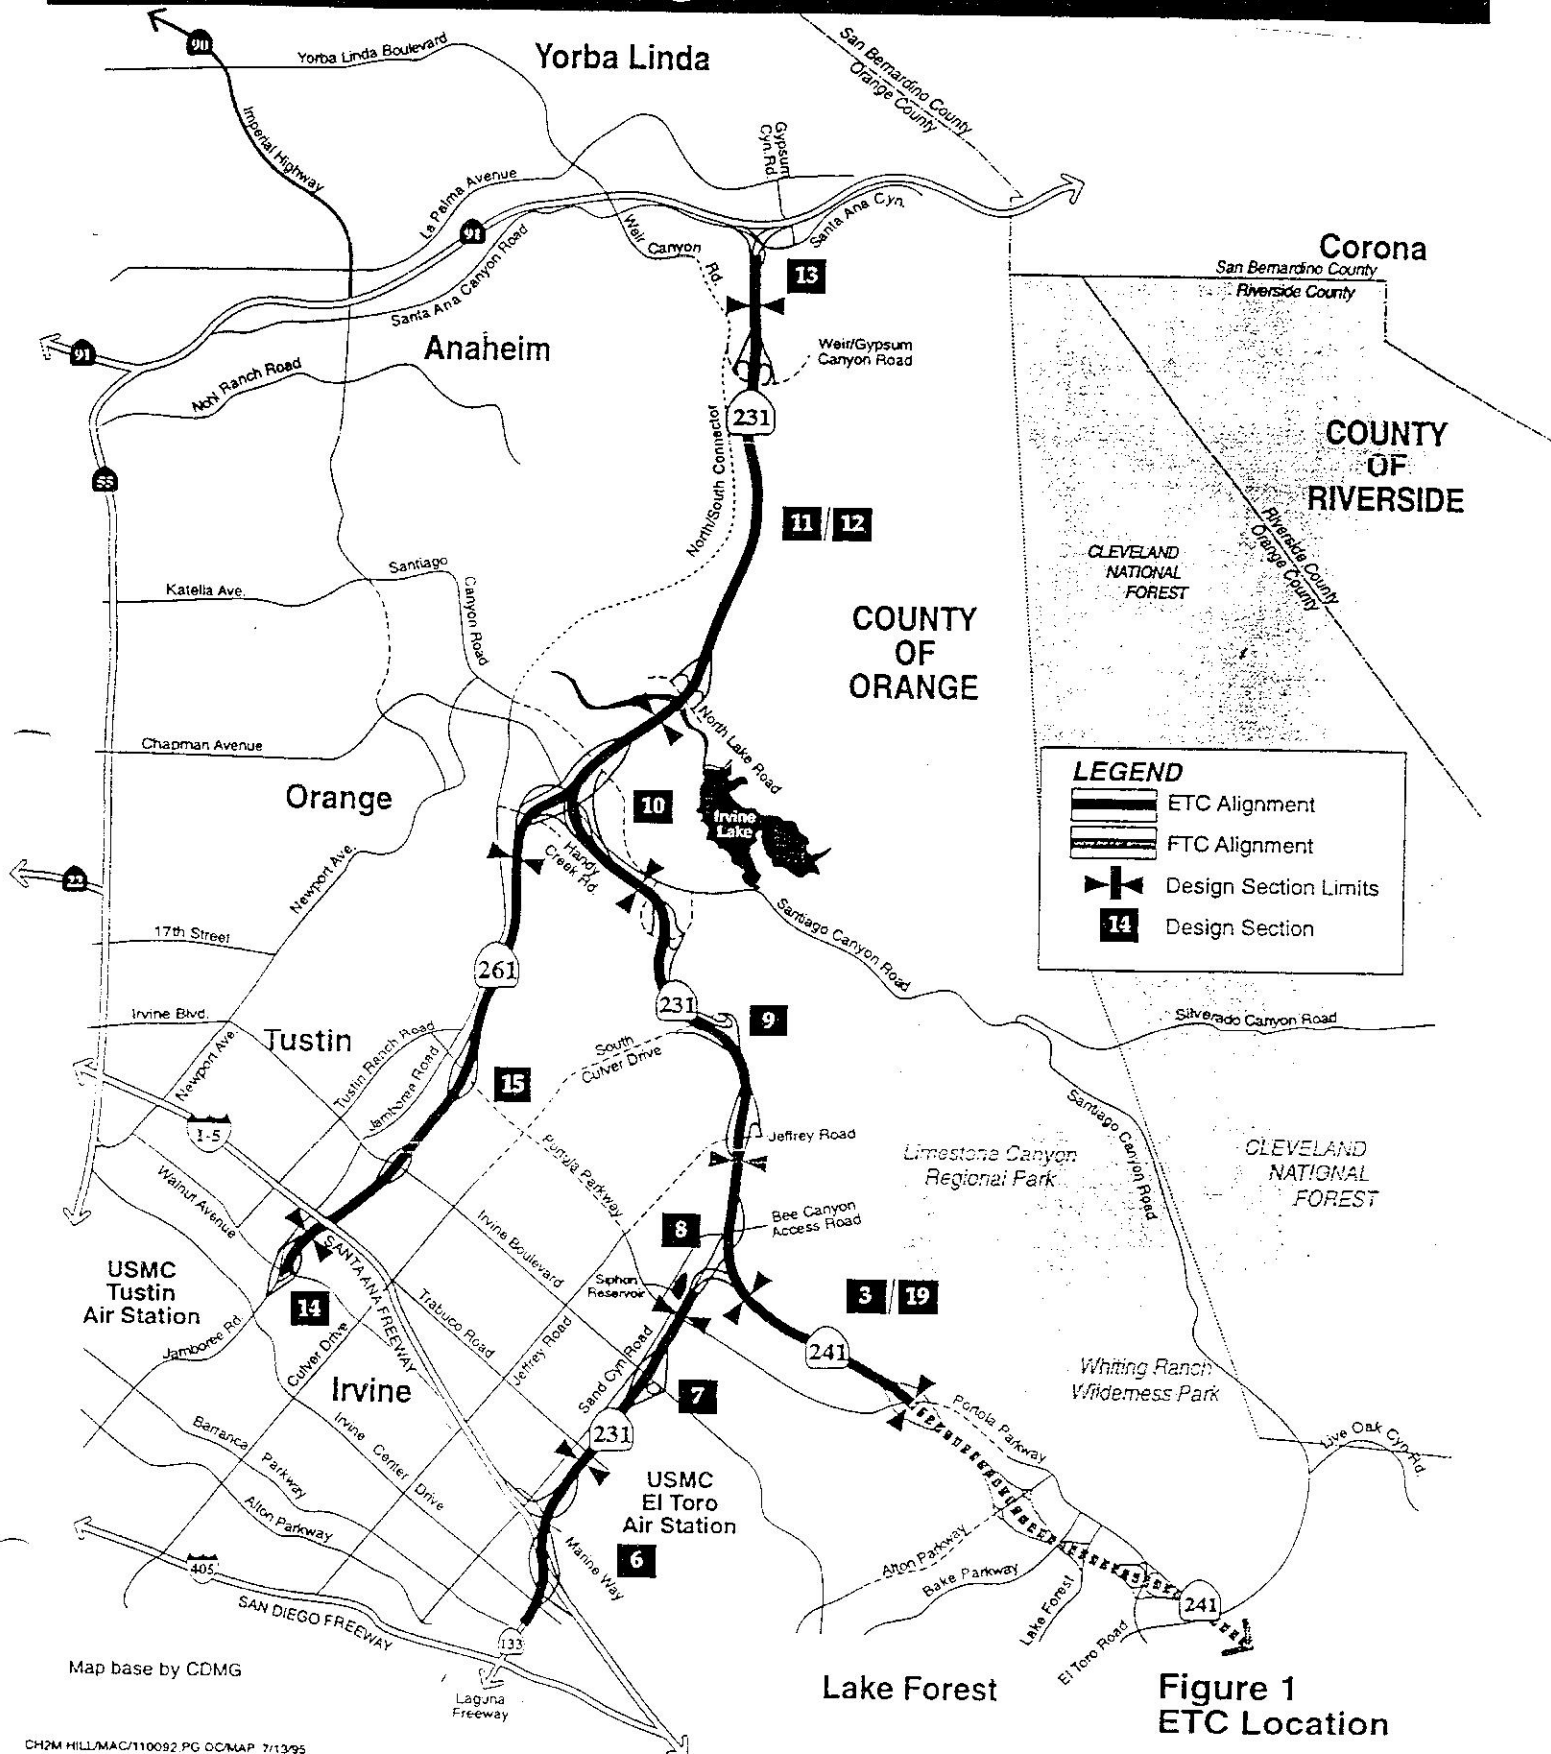 90
Yorba Linda Boulevard
Yorba Linda
San Bernardino County
Orange County
Imperial Highway
Gypsum
Cyn.Rd
La Palma Avenue
91
Santa Ana Canyon Road
Weir Canyon
Rd.
Santa Ana Cyn.
13
Corona
San Bernardino County
Riverside County
91
Anaheim
Nohl Ranch Road
Weir/Gypsum
Canyon Road
231
North/South Connector
COUNTY
OF
RIVERSIDE
55
11 / 12
Riverside County
Orange County
CLEVELAND
NATIONAL
FOREST
Katella Ave.
Santiago
Canyon Road
COUNTY
OF
ORANGE
North Lake Road
Chapman Avenue
Orange
10
Irvine
Lake
LEGEND
ETC Alignment
FTC Alignment
Design Section Limits
14
Design Section
22
Newport Ave.
Handy
Creek Rd.
17th Street
Santiago Canyon Road
261
231
9
Irvine Blvd.
Newport Ave.
Tustin
Tustin Ranch Road
Jamboree Road
15
South
Culver Drive
Silverado Canyon Road
Santiago Canyon Road
I-5
Portola Parkway
Jeffrey Road
Limestone Canyon
Regional Park
CLEVELAND
NATIONAL
FOREST
Walnut Avenue
SANTA ANA FREEWAY
Irvine Boulevard
8
Bee Canyon
Access Road
USMC
Tustin
Air Station
14
Siphon
Reservoir
3 / 19
Jamboree Rd.
Culver Drive
Trabuco Road
Jeffrey Road
Sand Cyn Road
241
Irvine
7
Whiting Ranch
Wilderness Park
Portola Parkway
Live Oak Cyn Rd.
231
Barranca Parkway
Irvine Center Drive
Alton Parkway
USMC
El Toro
Air Station
405
SAN DIEGO FREEWAY
Marine Way
6
Alton Parkway
Bake Parkway
Lake Forest
El Toro Road
241
133
Laguna
Freeway
Map base by CDMG
Lake Forest
Figure 1
ETC Location
CH2M HILL/MAC/110092.PG OC/MAP 7/13/95